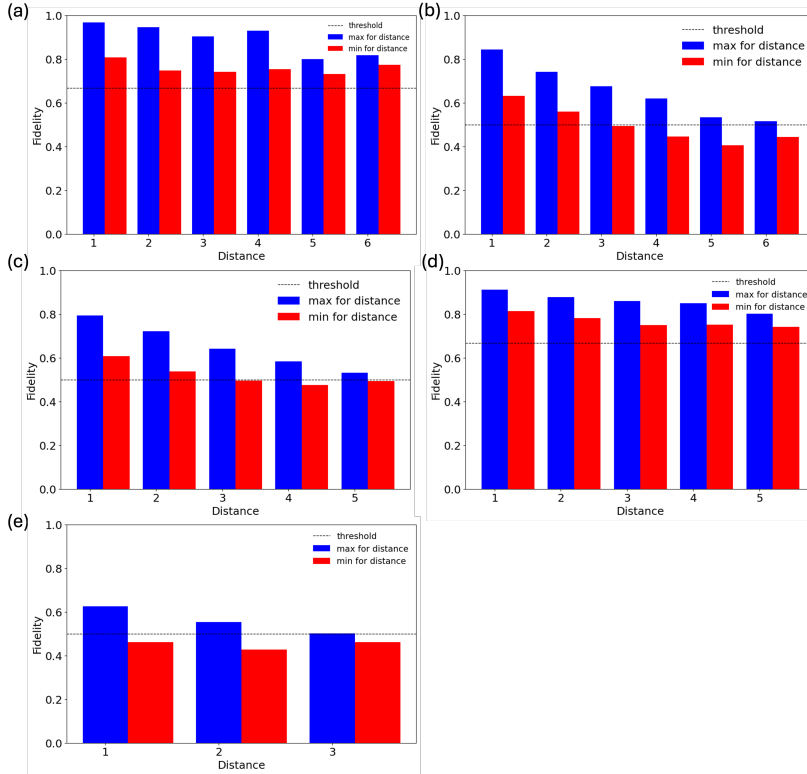 (a)
1.0
0.8
0.6
0.4
0.2
0.0
Fidelity
threshold
max for distance
min for distance
1 2 3 4 5 6
Distance
(b)
1.0
0.8
0.6
0.4
0.2
0.0
Fidelity
threshold
max for distance
min for distance
1 2 3 4 5 6
Distance
(c)
1.0
0.8
0.6
0.4
0.2
0.0
Fidelity
threshold
max for distance
min for distance
1 2 3 4 5
Distance
(d)
1.0
0.8
0.6
0.4
0.2
0.0
Fidelity
threshold
max for distance
min for distance
1 2 3 4 5
Distance
(e)
1.0
0.8
0.6
0.4
0.2
0.0
Fidelity
threshold
max for distance
min for distance
1 2 3
Distance